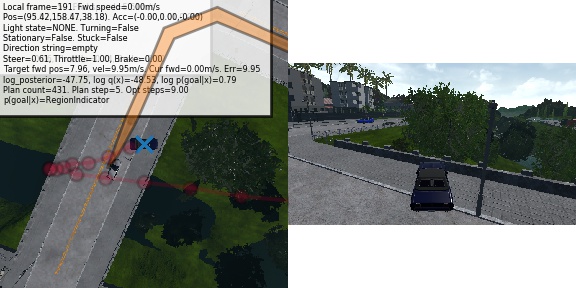 Local frame=191. Fwd speed=0.00m/s
Pos=(95.42,158.47,38.18). Acc=(-0.00,0.00,-0.00)
Light state=NONE. Turning=False
Stationary=False. Stuck=False
Direction string=empty
Steer=0.61, Throttle=1.00, Brake=0.00
Target fwd pos=7.96, vel=9.95m/s. Cur fwd=0.00m/s. Err=9.95
log_posterior=-47.75, log q(x)=-48.53, log p(goal|x)=0.79
Plan count=431. Plan step=5. Opt steps=9.00
p(goal|x)=RegionIndicator